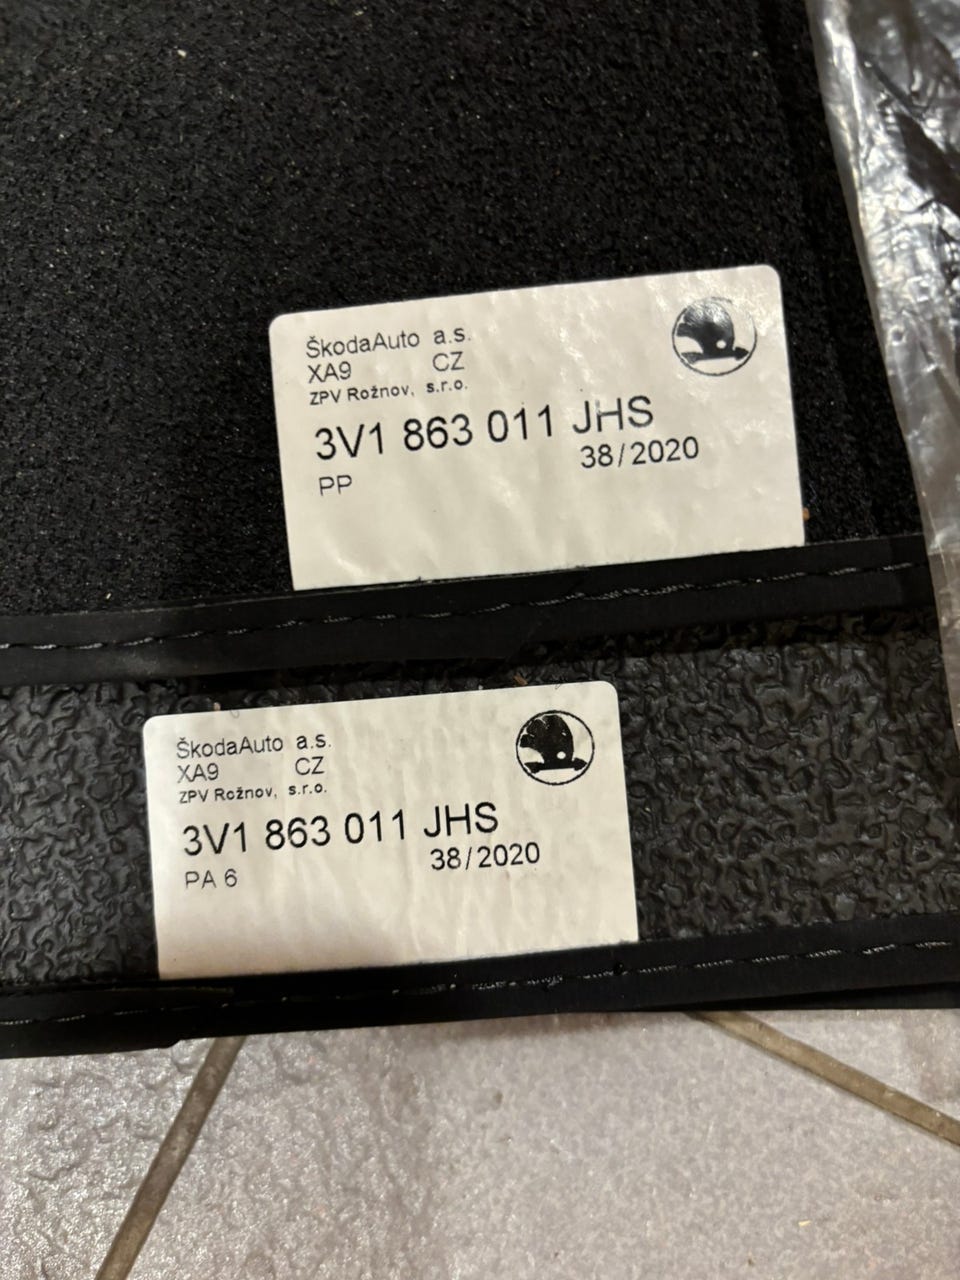 ŠkodaAuto a.s.
XA9 CZ
ZPV Rožnov, s.r.o.
3V1 863 011 JHS
38/2020
PP
ŠkodaAuto a.s.
XA9 CZ
ZPV Rožnov, s.r.o.
3V1 863 011 JHS
38/2020
PA 6